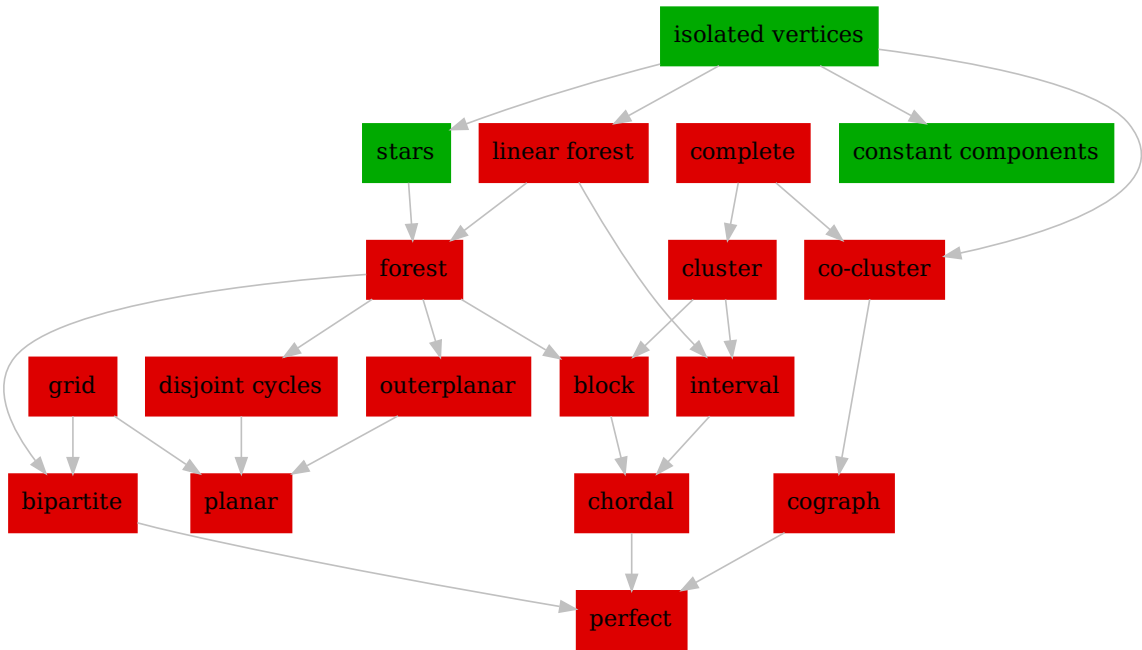 isolated vertices
stars
linear forest
complete
constant components
forest
cluster
co-cluster
grid
disjoint cycles
outerplanar
block
interval
bipartite
planar
chordal
cograph
perfect